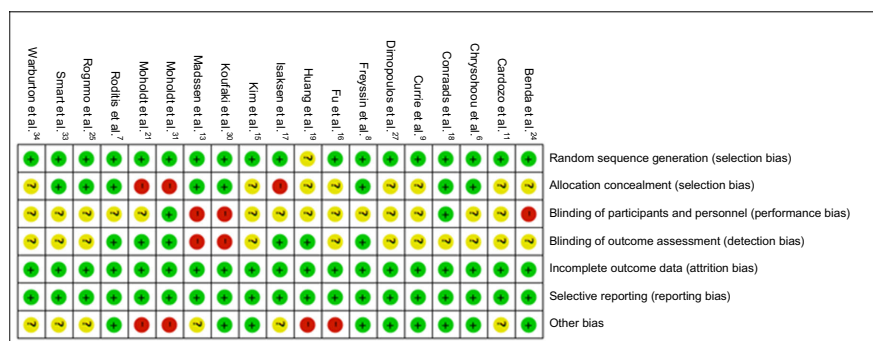 Warburton et al. 34
Smart et al. 33
Rognmo et al. 25
Roditis et al. 7
Moholdt et al. 21
Moholdt et al. 31
Madssen et al. 13
Koufaki et al. 30
Kim et al. 15
Isaksen et al. 17
Huang et al. 19
Fu et al. 16
Freyssin et al. 8
Dimopoulos et al. 27
Currie et al. 9
Conraads et al. 18
Chrysohoou et al. 6
Cardozo et al. 11
Benda et al. 24
Random sequence generation (selection bias)
Allocation concealment (selection bias)
Blinding of participants and personnel (performance bias)
Blinding of outcome assessment (detection bias)
Incomplete outcome data (attrition bias)
Selective reporting (reporting bias)
Other bias